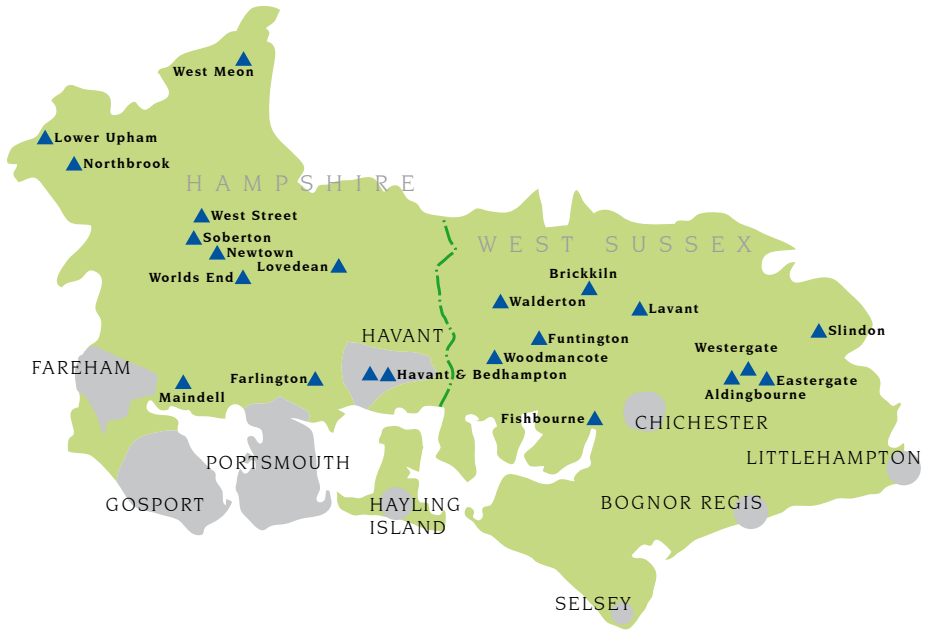 West Meon
Lower Upham
Northbrook
HAMPSHIRE
West Street
WEST SUSSEX
Soberton
Newtown
Lovedean
Brickkiln
Worlds End
Walderton
Lavant
Slindon
HAVANT
Funtington
Westergate
Woodmancote
FAREHAM
Farlington
Havant & Bedhampton
Eastergate
Maindell
Aldingbourne
Fishbourne
CHICHESTER
PORTSMOUTH
LITTLEHAMPTON
GOSPORT
HAYLING
ISLAND
BOGNOR REGIS
SELSEY